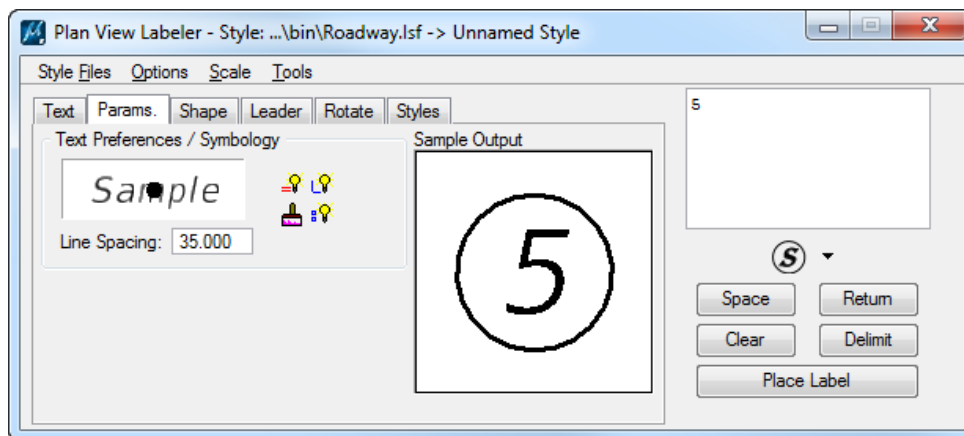 Plan View Labeler - Style: ...\bin\Roadway.lsf -> Unnamed Style
Style Files Options Scale Tools
Text Params. Shape Leader Rotate Styles
Text Preferences / Symbology
Sample
Line Spacing: 35.000
Sample Output
5
5
S
Space Return
Clear Delimit
Place Label